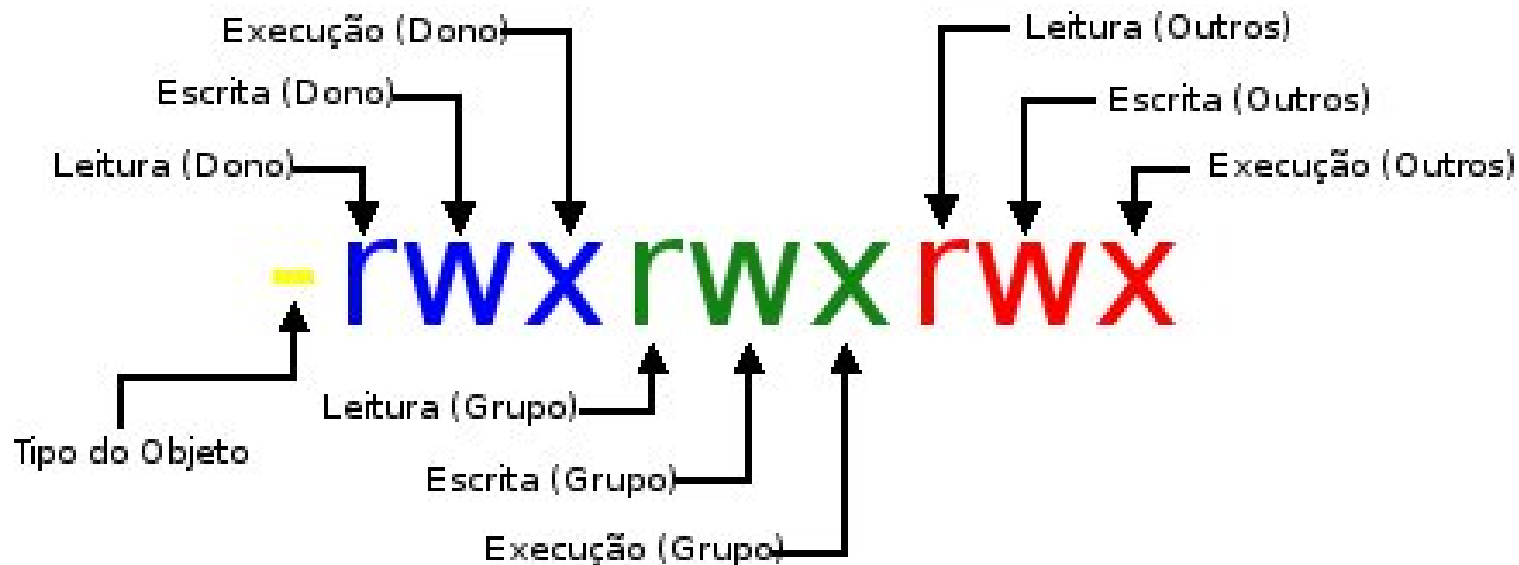 Execução (Dono)
Leitura (Outros)
Escrita (Dono)
Escrita (Outros)
Leitura (Dono)
Execução (Outros)
-rwxrwxrwx
Leitura (Grupo)
Tipo do Objeto
Escrita (Grupo)
Execução (Grupo)